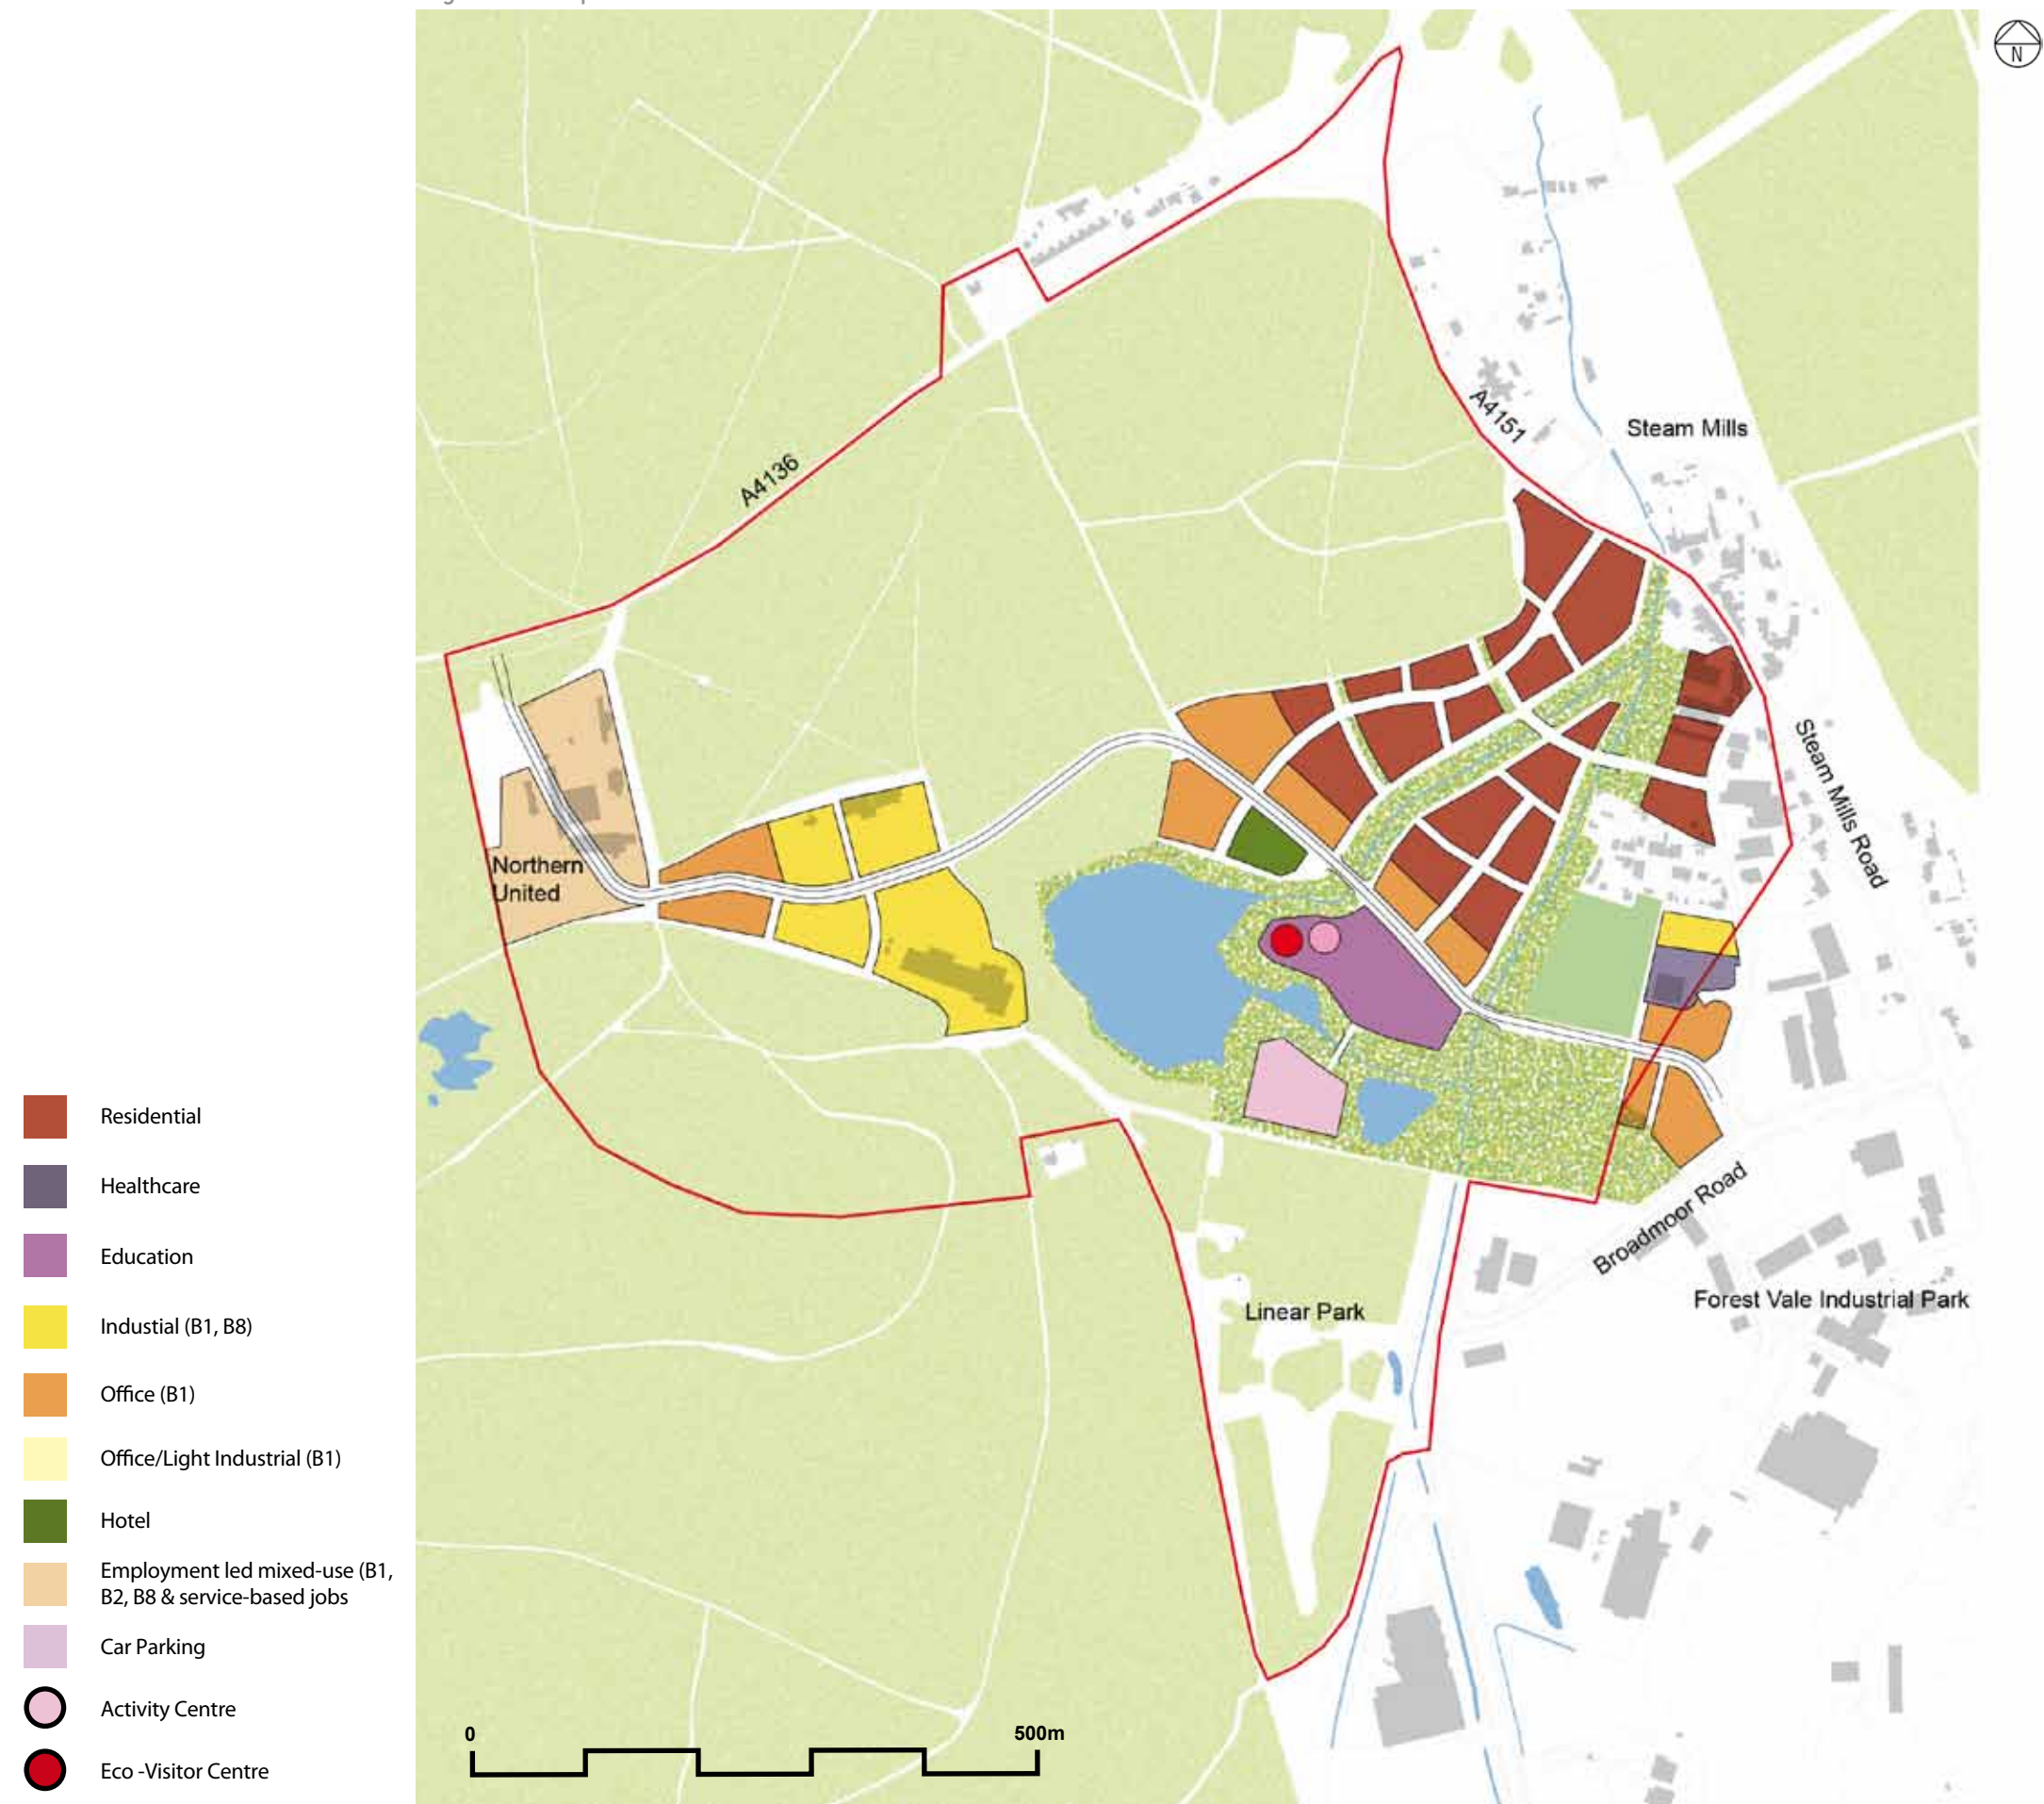 N
A4151
Steam Mills
A4136
Steam Mills Road
Northern
United
Broadmoor Road
Forest Vale Industrial Park
Linear Park
Residential
Healthcare
Education
Industial (B1, B8)
Office (B1)
Office/Light Industrial (B1)
Hotel
Employment led mixed-use (B1,
B2, B8 & service-based jobs
Car Parking
Activity Centre
Eco -Visitor Centre
0
500m